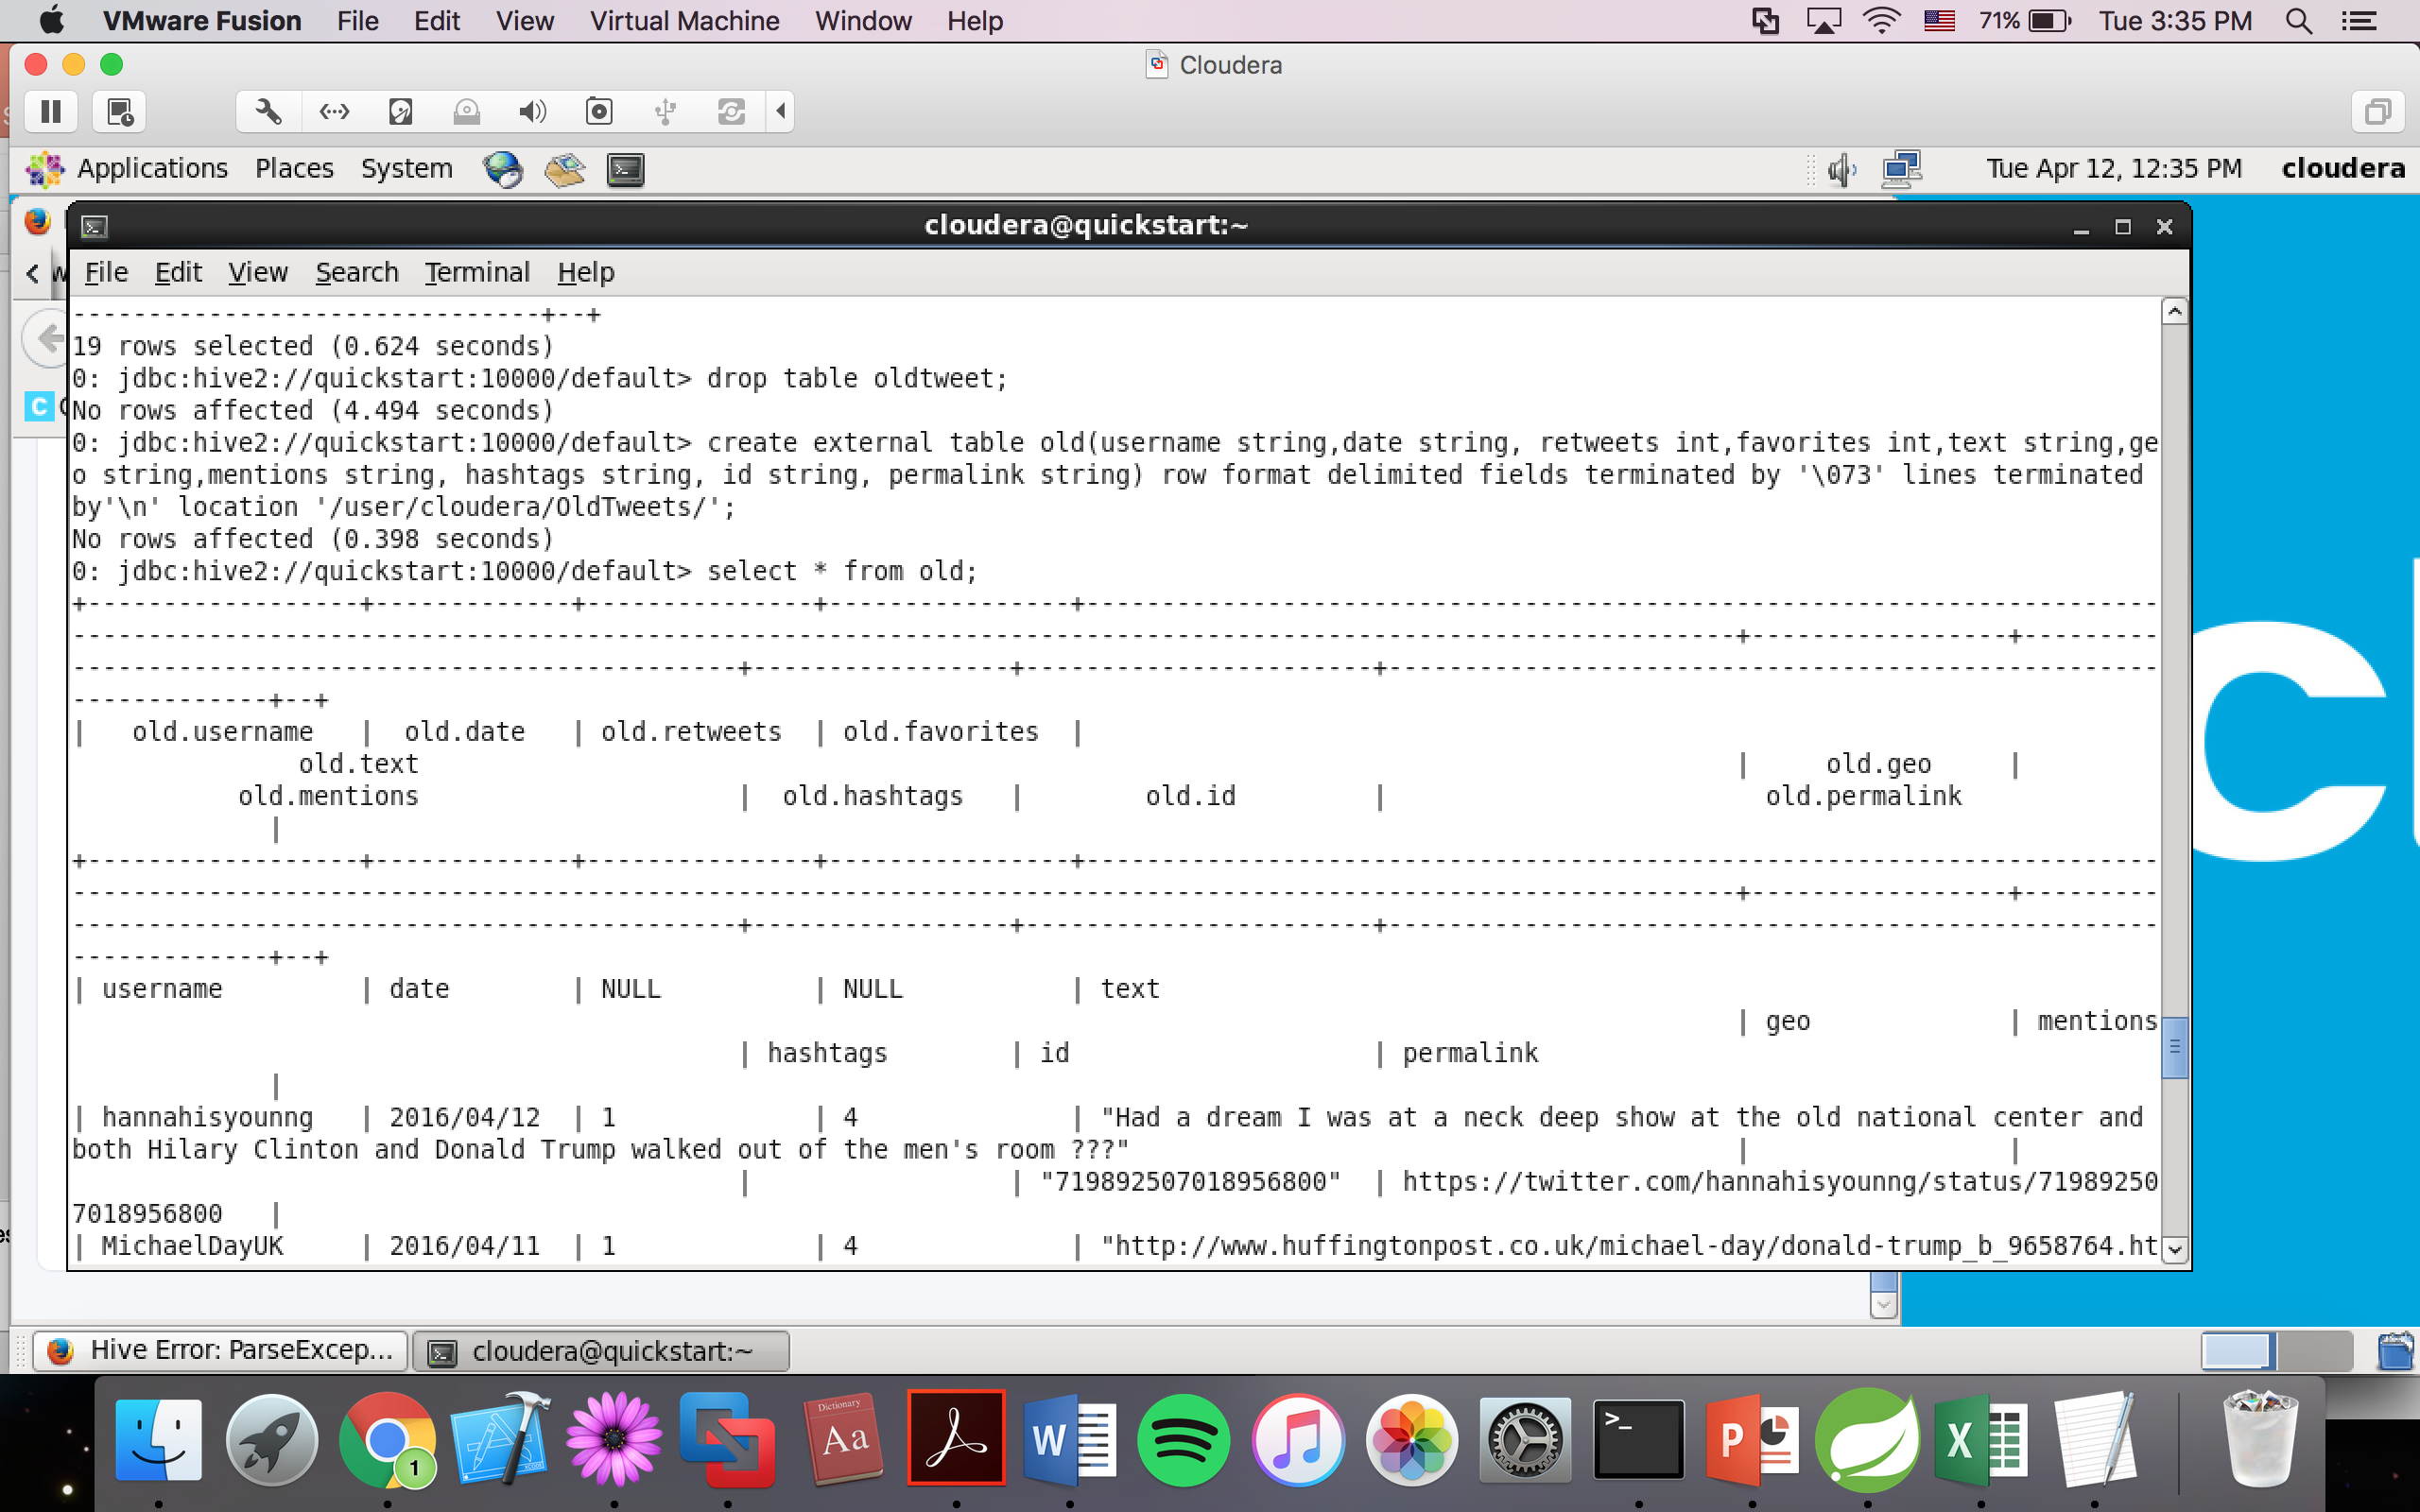 VMware Fusion File Edit View Virtual Machine Window Help 71% Tue 3:35 PM
Cloudera
Applications Places System Tue Apr 12, 12:35 PM cloudera
cloudera@quickstart:~
File Edit View Search Terminal Help
-------------------------------+--+
19 rows selected (0.624 seconds)
0: jdbc:hive2://quickstart:10000/default> drop table oldtweet;
No rows affected (4.494 seconds)
0: jdbc:hive2://quickstart:10000/default> create external table old(username string,date string, retweets int,favorites int,text string,ge
o string,mentions string, hashtags string, id string, permalink string) row format delimited fields terminated by '\073' lines terminated
by'\n' location '/user/cloudera/OldTweets/';
No rows affected (0.398 seconds)
0: jdbc:hive2://quickstart:10000/default> select * from old;
| old.username | old.date | old.retweets | old.favorites |
old.text | old.geo |
old.mentions | old.hashtags | old.id | old.permalink
|
| username | date | NULL | NULL | text
| geo | mentions
| hashtags | id | permalink
|
| hannahisyounng | 2016/04/12 | 1 | 4 | "Had a dream I was at a neck deep show at the old national center and
both Hilary Clinton and Donald Trump walked out of the men's room ???" | |
| | "719892507018956800" | https://twitter.com/hannahisyounng/status/71989250
7018956800 |
| MichaelDayUK | 2016/04/11 | 1 | 4 | "http://www.huffingtonpost.co.uk/michael-day/donald-trump_b_9658764.ht
Hive Error: ParseExcep... cloudera@quickstart:~
1
Dictionary
Aa
W
>_
P
X